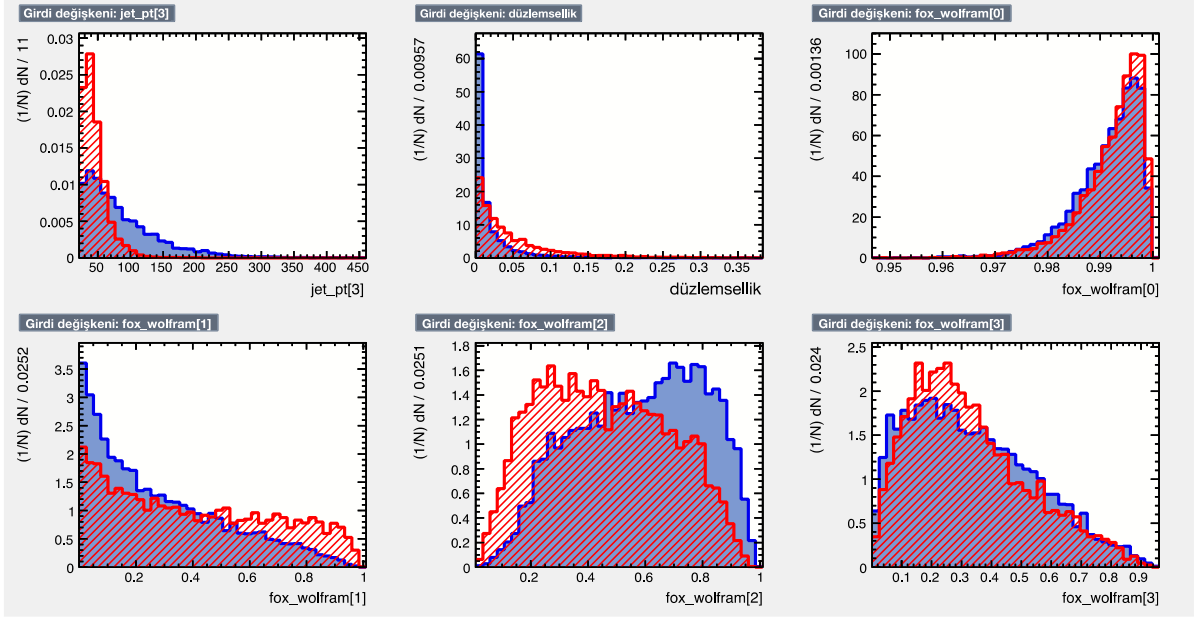 Girdi değişkeni: jet_pt[3]
(1/N) dN / 11
0.03
0.025
0.02
0.015
0.01
0.005
0
50 100 150 200 250 300 350 400 450
jet_pt[3]
Girdi değişkeni: düzlemsellik
(1/N) dN / 0.00957
60
50
40
30
20
10
0
0 0.05 0.1 0.15 0.2 0.25 0.3 0.35
düzlemsellik
Girdi değişkeni: fox_wolfram[0]
(1/N) dN / 0.00136
100
80
60
40
20
0
0.95 0.96 0.97 0.98 0.99 1
fox_wolfram[0]
Girdi değişkeni: fox_wolfram[1]
(1/N) dN / 0.0252
3.5
3
2.5
2
1.5
1
0.5
0
0.2 0.4 0.6 0.8 1
fox_wolfram[1]
Girdi değişkeni: fox_wolfram[2]
(1/N) dN / 0.0251
1.8
1.6
1.4
1.2
1
0.8
0.6
0.4
0.2
0
0.2 0.4 0.6 0.8 1
fox_wolfram[2]
Girdi değişkeni: fox_wolfram[3]
(1/N) dN / 0.024
2.5
2
1.5
1
0.5
0
0.1 0.2 0.3 0.4 0.5 0.6 0.7 0.8 0.9
fox_wolfram[3]